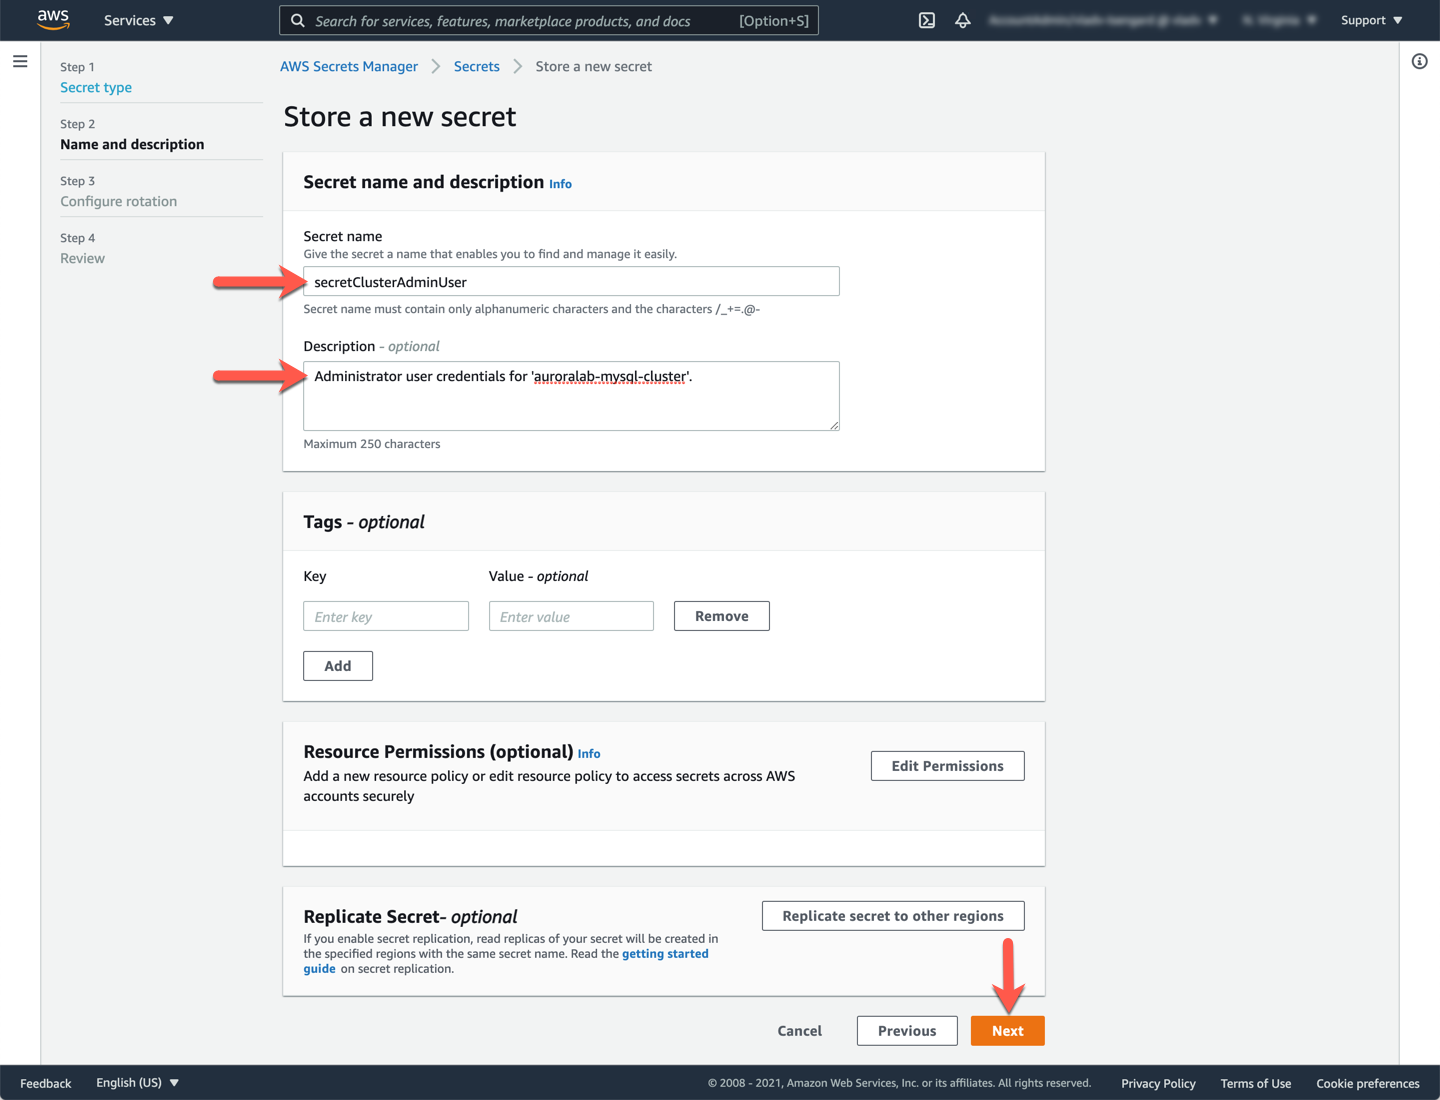 aws
Services
Search for services, features, marketplace products, and docs [Option+S]
Support
Step 1
Secret type
Step 2
Name and description
Step 3
Configure rotation
Step 4
Review
AWS Secrets Manager
Secrets
Store a new secret
Store a new secret
Secret name and description Info
Secret name
Give the secret a name that enables you to find and manage it easily.
secretClusterAdminUser
Secret name must contain only alphanumeric characters and the characters /_+=.@-
Description - optional
Administrator user credentials for 'auroralab-mysql-cluster'.
Maximum 250 characters
Tags - optional
Key
Value - optional
Enter key
Enter value
Remove
Add
Resource Permissions (optional) Info
Add a new resource policy or edit resource policy to access secrets across AWS
accounts securely
Edit Permissions
Replicate Secret- optional
If you enable secret replication, read replicas of your secret will be created in
the specified regions with the same secret name. Read the getting started
guide on secret replication.
Replicate secret to other regions
Cancel
Previous
Next
Feedback
English (US)
© 2008 - 2021, Amazon Web Services, Inc. or its affiliates. All rights reserved.
Privacy Policy
Terms of Use
Cookie preferences